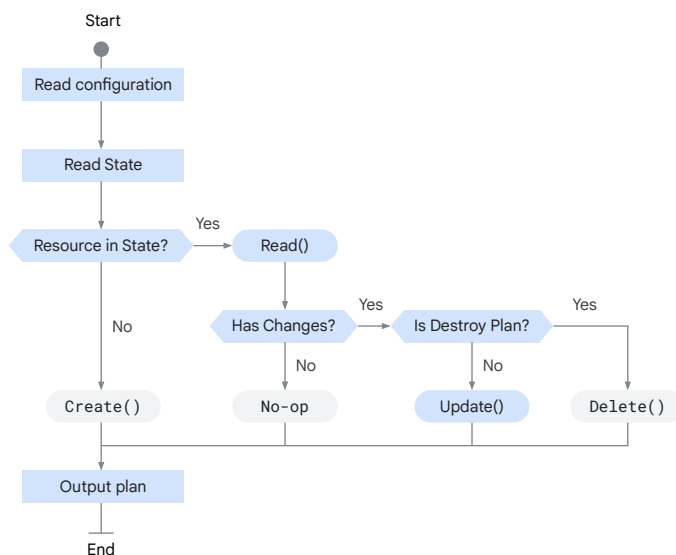 Start
Read configuration
Read State
Resource in State?
Yes
Read()
No
Has Changes?
Yes
Is Destroy Plan?
Yes
No
No
Create()
No-op
Update()
Delete()
Output plan
End